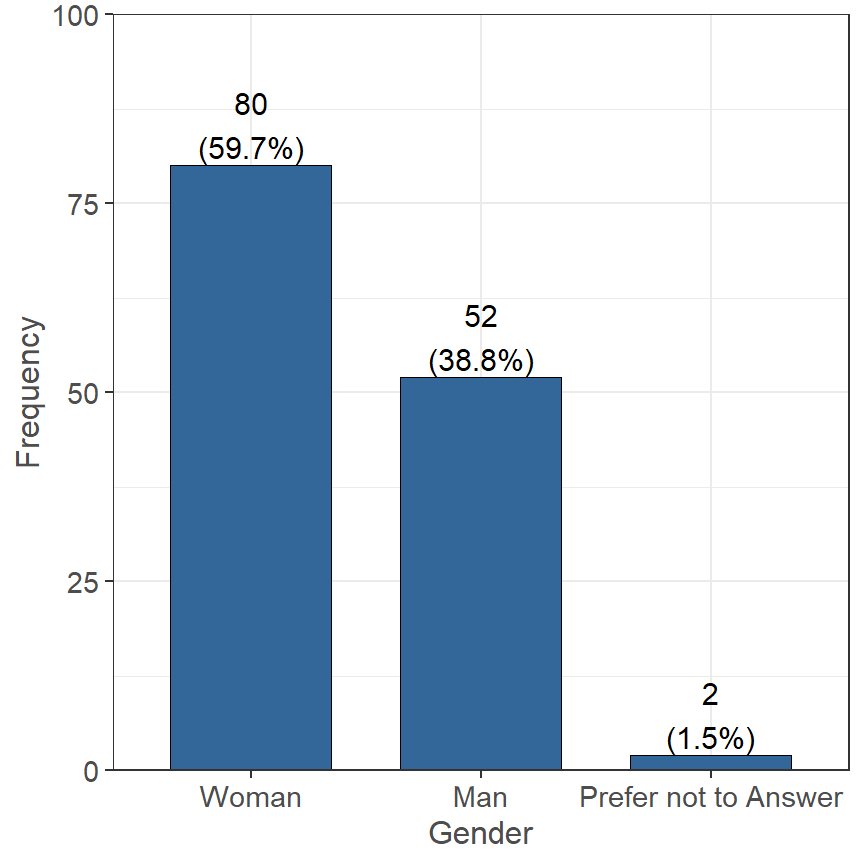 100
75
50
25
0
Frequency
80
(59.7%)
52
(38.8%)
2
(1.5%)
Woman
Man
Prefer not to Answer
Gender